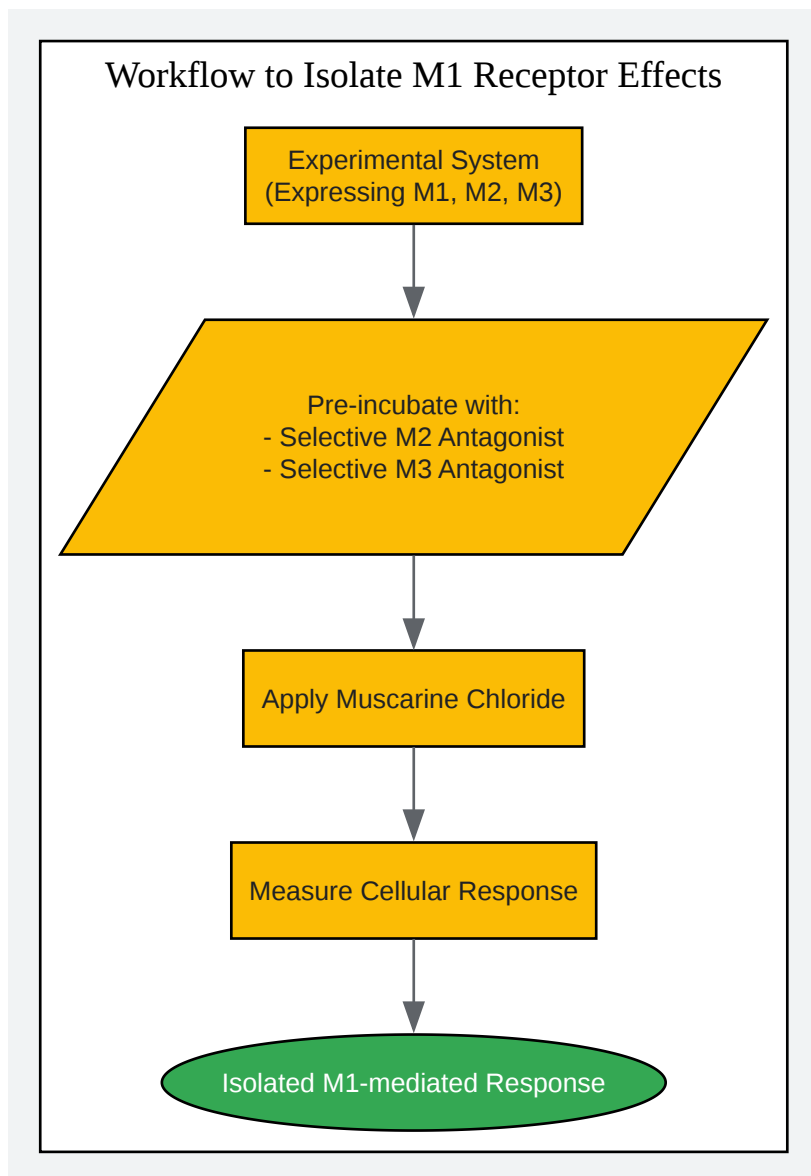 Workflow to Isolate M1 Receptor Effects
Experimental System
(Expressing M1, M2, M3)
Pre-incubate with:
- Selective M2 Antagonist
- Selective M3 Antagonist
Apply Muscarine Chloride
Measure Cellular Response
Isolated M1-mediated Response